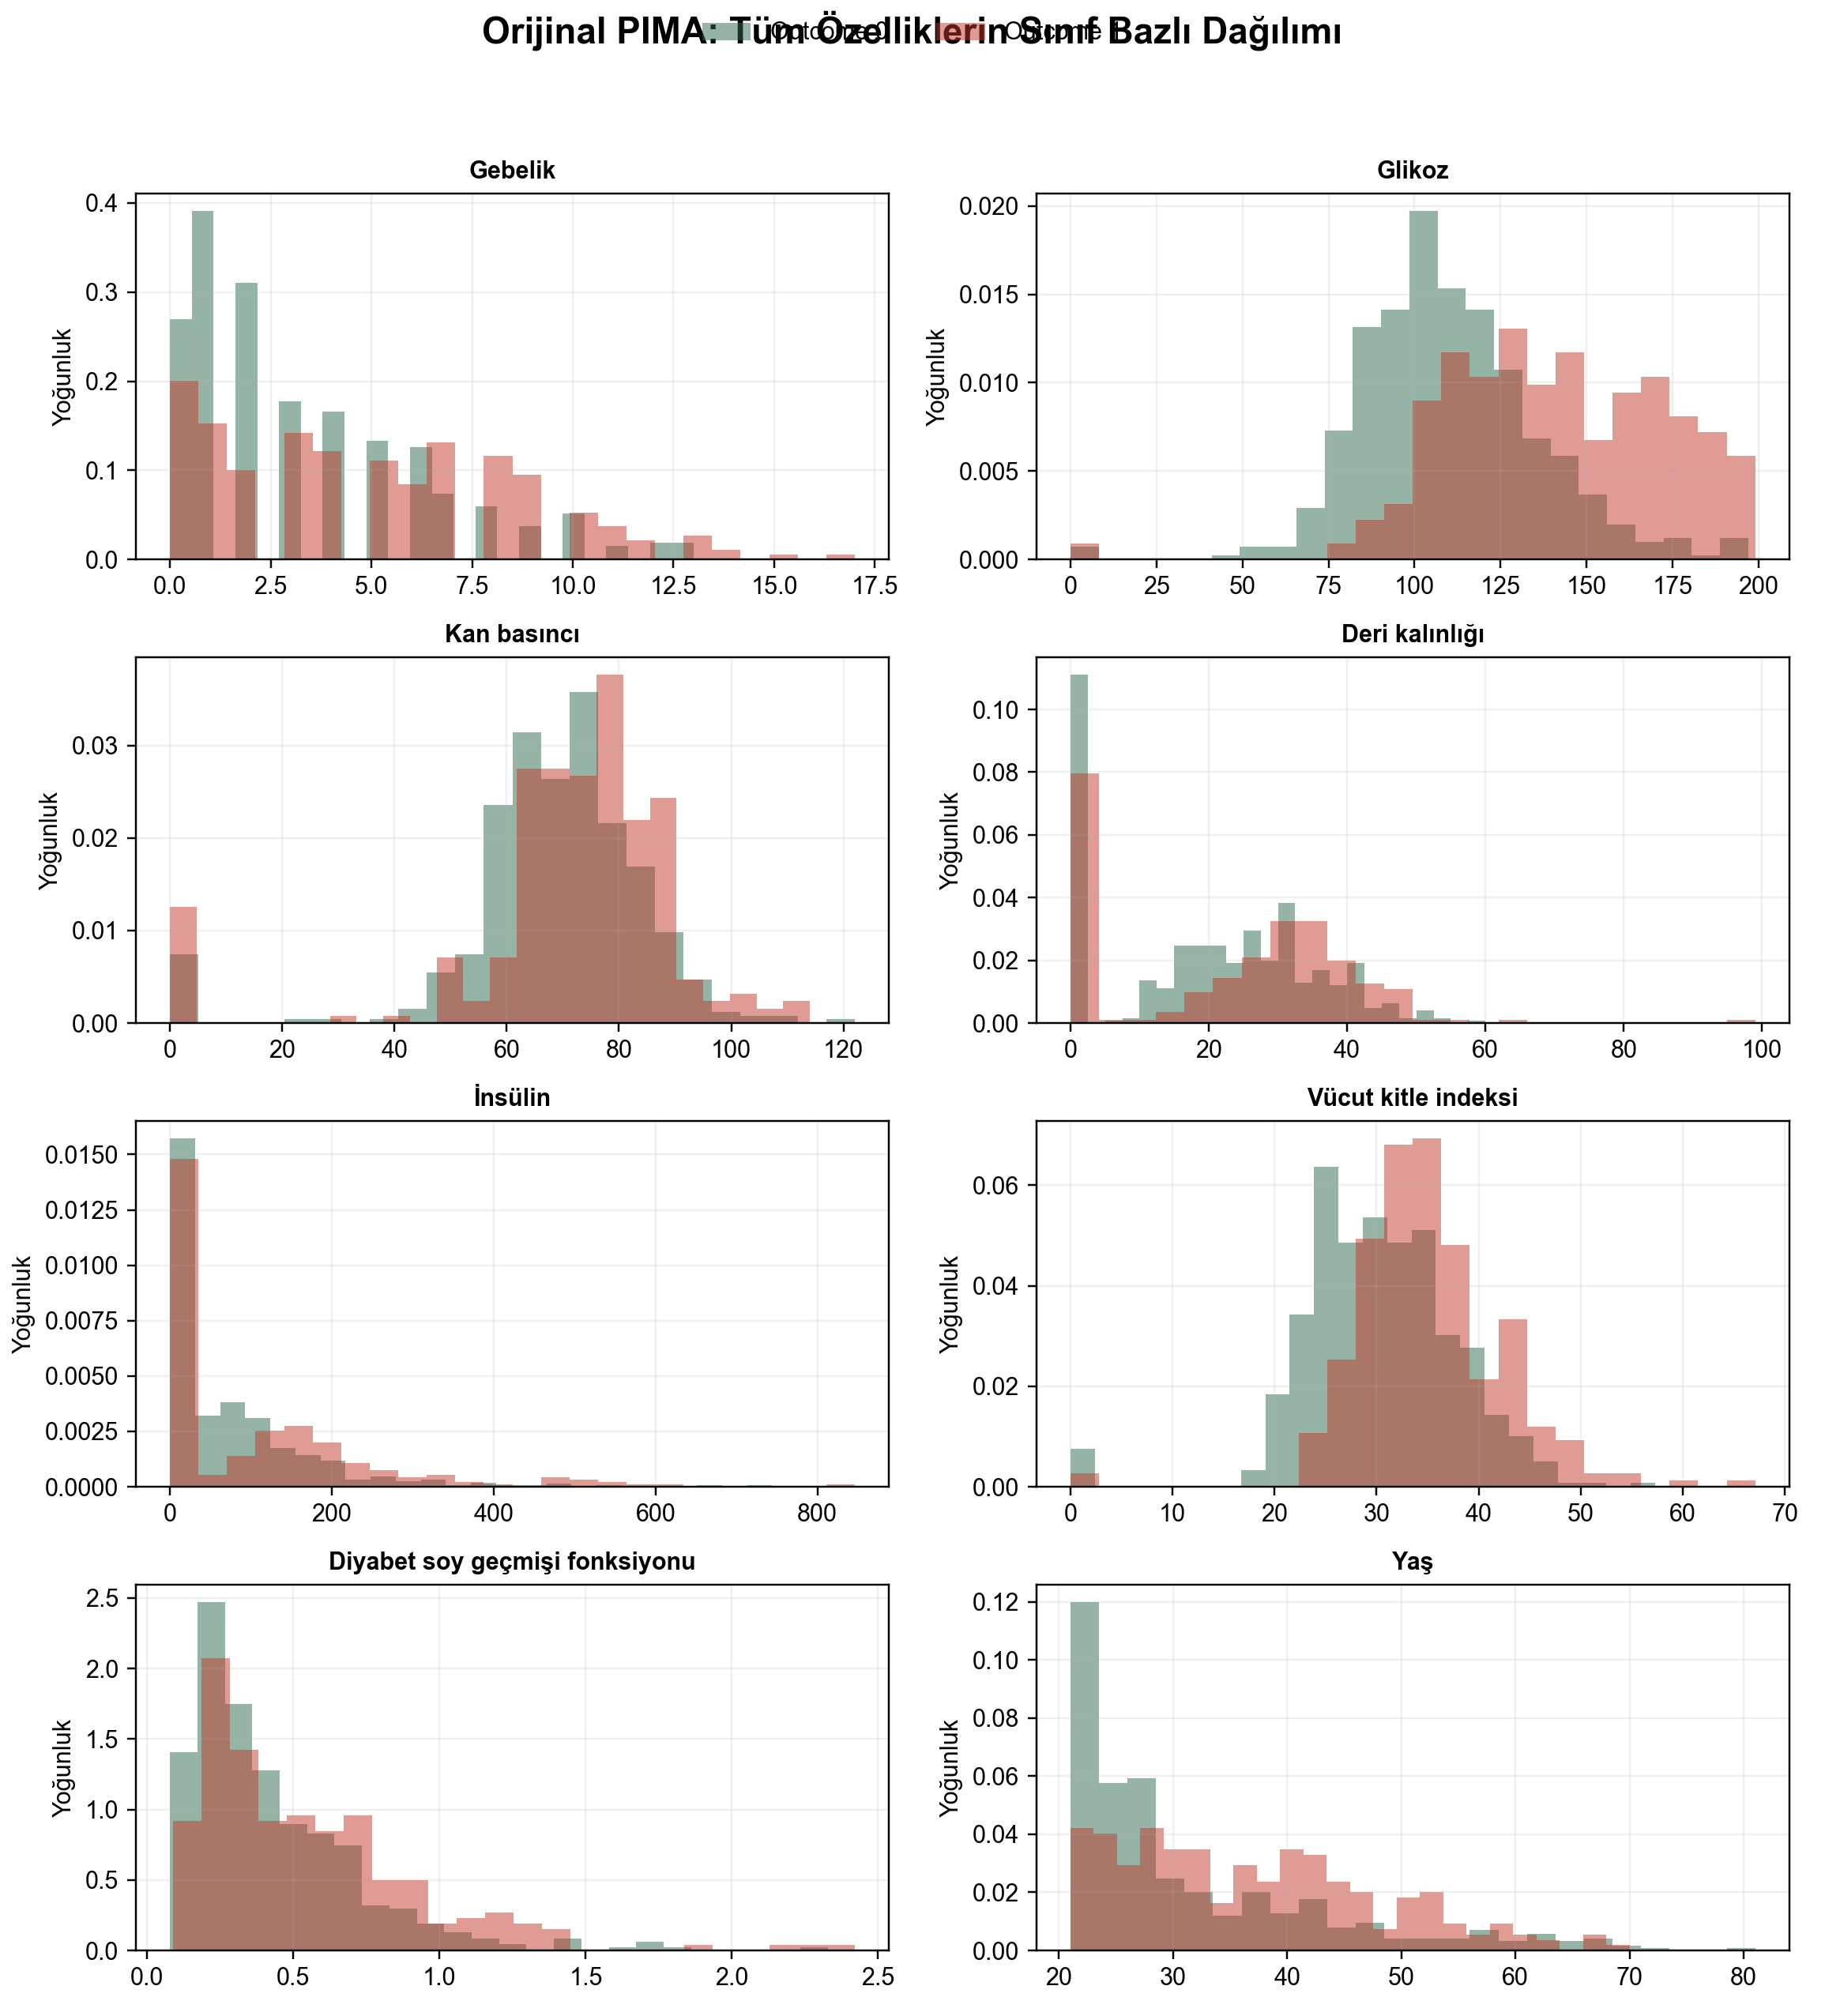 Orijinal PIMA: Tüm Özelliklerin Sınıf Bazlı Dağılımı
Outcome 0 Outcome 1
Gebelik
Yoğunluk
0.4
0.3
0.2
0.1
0.0
0.0 2.5 5.0 7.5 10.0 12.5 15.0 17.5
Glikoz
Yoğunluk
0.020
0.015
0.010
0.005
0.000
0 25 50 75 100 125 150 175 200
Kan basıncı
Yoğunluk
0.03
0.02
0.01
0.00
0 20 40 60 80 100 120
Deri kalınlığı
Yoğunluk
0.10
0.08
0.06
0.04
0.02
0.00
0 20 40 60 80 100
İnsülin
Yoğunluk
0.0150
0.0125
0.0100
0.0075
0.0050
0.0025
0.0000
0 200 400 600 800
Vücut kitle indeksi
Yoğunluk
0.06
0.04
0.02
0.00
0 10 20 30 40 50 60 70
Diyabet soy geçmişi fonksiyonu
Yoğunluk
2.5
2.0
1.5
1.0
0.5
0.0
0.0 0.5 1.0 1.5 2.0 2.5
Yaş
Yoğunluk
0.12
0.10
0.08
0.06
0.04
0.02
0.00
20 30 40 50 60 70 80